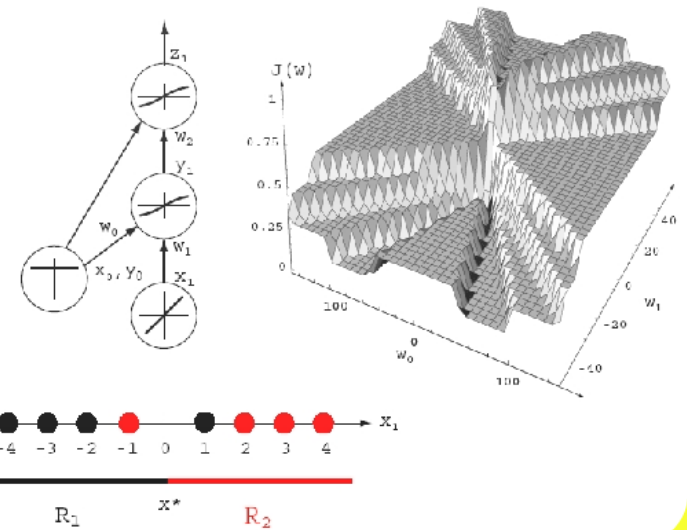 z₁
w₂
y₁
w₀
w₁
x₀, y₀
x₁
J(w)
1
0.75
0.5
0.25
0
100
0
100
w₀
40
20
0
-20
-40
w₁
-4 -3 -2 -1 0 1 2 3 4 x₁
x*
R₁ R₂